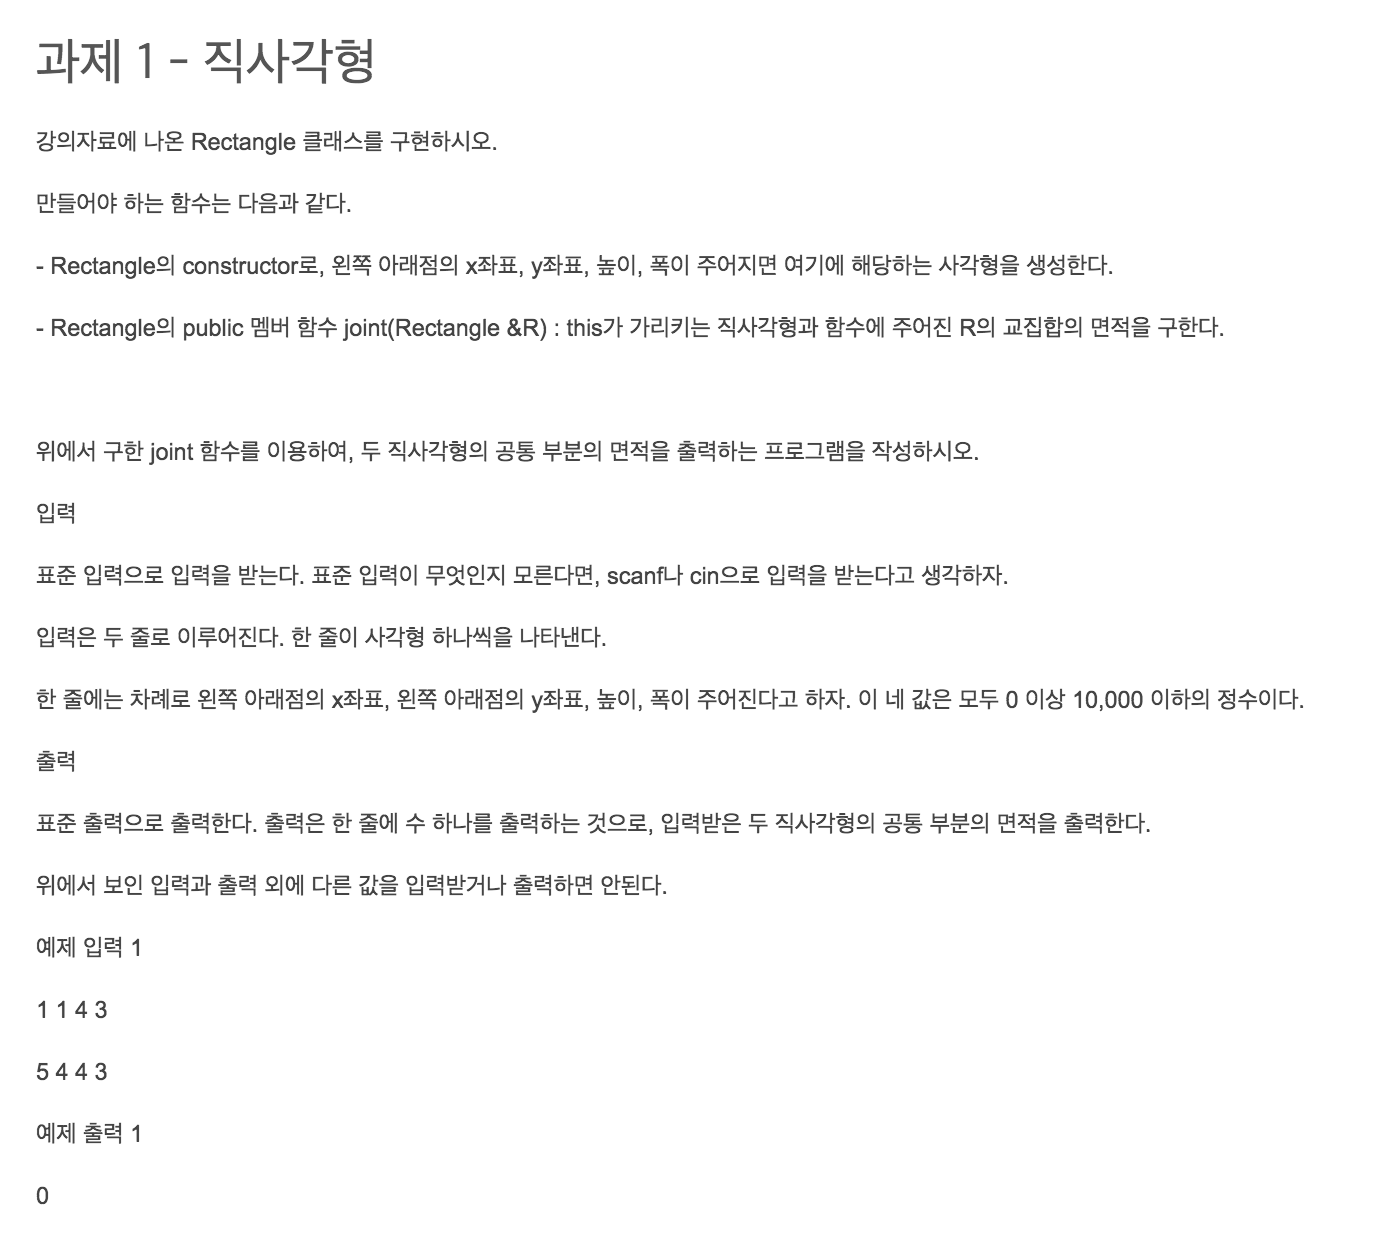 과제 1 - 직사각형
강의자료에 나온 Rectangle 클래스를 구현하시오.
만들어야 하는 함수는 다음과 같다.
- Rectangle의 constructor로, 왼쪽 아래점의 x좌표, y좌표, 높이, 폭이 주어지면 여기에 해당하는 사각형을 생성한다.
- Rectangle의 public 멤버 함수 joint(Rectangle &R) : this가 가리키는 직사각형과 함수에 주어진 R의 교집합의 면적을 구한다.
위에서 구한 joint 함수를 이용하여, 두 직사각형의 공통 부분의 면적을 출력하는 프로그램을 작성하시오.
입력
표준 입력으로 입력을 받는다. 표준 입력이 무엇인지 모른다면, scanf나 cin으로 입력을 받는다고 생각하자.
입력은 두 줄로 이루어진다. 한 줄이 사각형 하나씩을 나타낸다.
한 줄에는 차례로 왼쪽 아래점의 x좌표, 왼쪽 아래점의 y좌표, 높이, 폭이 주어진다고 하자. 이 네 값은 모두 0 이상 10,000 이하의 정수이다.
출력
표준 출력으로 출력한다. 출력은 한 줄에 수 하나를 출력하는 것으로, 입력받은 두 직사각형의 공통 부분의 면적을 출력한다.
위에서 보인 입력과 출력 외에 다른 값을 입력받거나 출력하면 안된다.
예제 입력 1
1 1 4 3
5 4 4 3
예제 출력 1
0